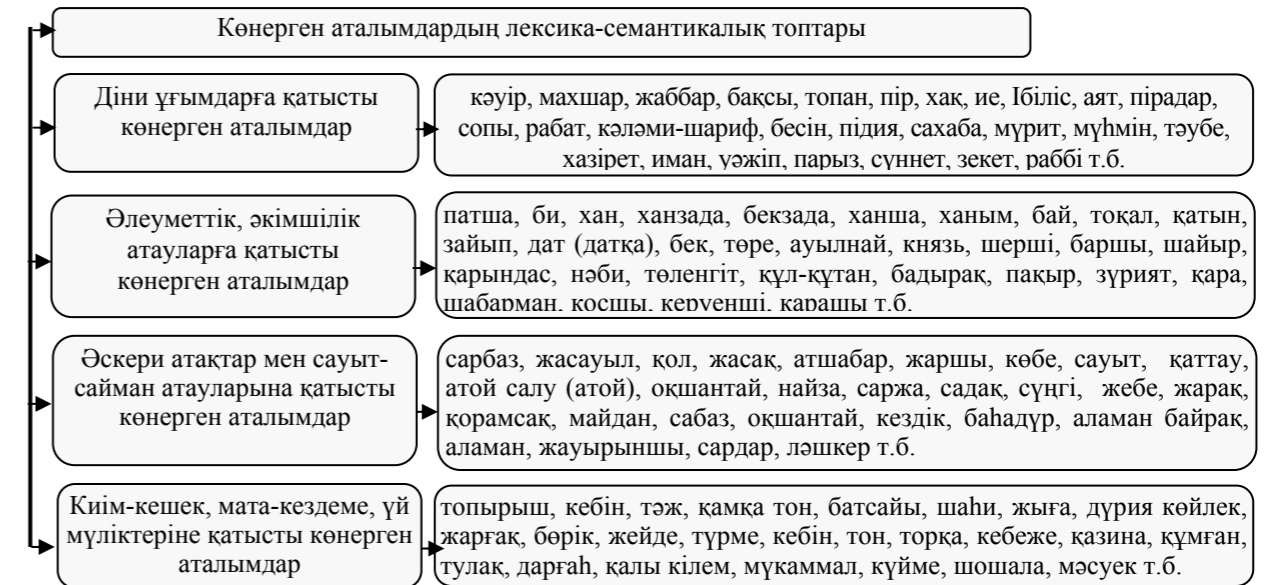 Көнерген аталымдардың лексика-семантикалық топтары
Діни ұғымдарға қатысты
көнерген аталымдар
кәуір, махшар, жаббар, бақсы, топан, пір, хақ, ие, Ібіліс, аят, пірадар,
сопы, рабат, кәләми-шариф, бесін, підия, сахаба, мүрит, мүһмін, тәубе,
хазірет, иман, уәжіп, парыз, сүннет, зекет, раббі т.б.
Әлеуметтік, әкімшілік
атауларға қатысты
көнерген аталымдар
патша, би, хан, ханзада, бекзада, ханша, ханым, бай, тоқал, қатын,
зайып, дат (датқа), бек, төре, ауылнай, князь, шерші, баршы, шайыр,
қарындас, нәби, төленгіт, құл-құтан, бадырақ, пақыр, зүрият, қара,
шабарман, қосшы, керуенші, қарашы т.б.
Әскери атақтар мен сауыт-
сайман атауларына қатысты
көнерген аталымдар
сарбаз, жасауыл, қол, жасақ, атшабар, жаршы, көбе, сауыт, қаттау,
атой салу (атой), оқшантай, найза, саржа, садақ, сүңгі, жебе, жарақ,
қорамсақ, майдан, сабаз, оқшантай, кездік, баһадүр, аламан байрақ,
аламан, жауырыншы, сардар, ләшкер т.б.
Киім-кешек, мата-кездеме, үй
мүліктеріне қатысты көнерген
аталымдар
топырыш, кебін, тәж, қамқа тон, батсайы, шаһи, жыға, дүрия көйлек,
жарғақ, бөрік, жейде, түрме, кебін, тон, торқа, кебеже, қазина, құмған,
тулақ, дарғаһ, қалы кілем, мүкаммал, күйме, шошала, мәсуек т.б.